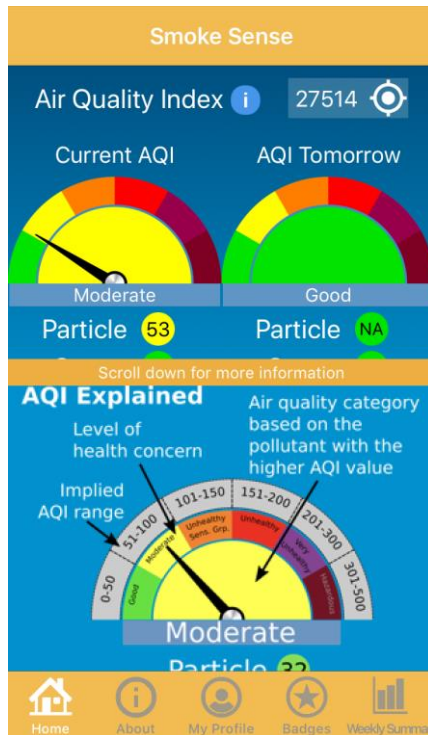 Smoke Sense
Air Quality Index i
27514
Current AQI
AQI Tomorrow
Moderate
Good
Particle 53
Particle NA
Scroll down for more information
AQI Explained
Air quality category
based on the
pollutant with the
higher AQI value
Level of
health concern
Implied
AQI range
0-50
51-100
101-150
151-200
201-300
301-500
Good
Moderate
Unhealthy
Sens. Grp.
Unhealthy
Very
Unhealthy
Hazardous
Moderate
Particle 32
Home
About
My Profile
Badges
Weekly Summa